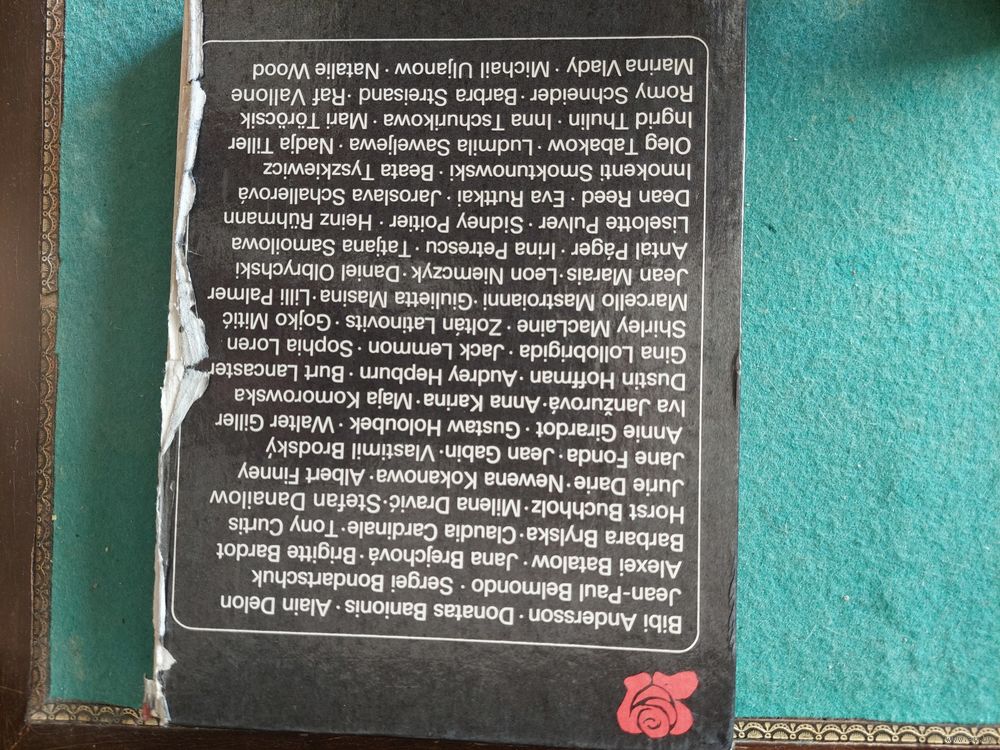 Bibi Andersson · Donatas Banionis · Alain Delon
Jean-Paul Belmondo · Sergei Bondartschuk
Alexei Batalow · Jana Brejchová · Brigitte Bardot
Barbara Brylska · Claudia Cardinale · Tony Curtis
Horst Buchholz · Milena Dravić · Stefan Danailow
Jurie Darie · Newena Kokanowa · Albert Finney
Jane Fonda · Jean Gabin · Vlastimil Brodský
Annie Girardot · Gustaw Holoubek · Walter Giller
Iva Janžurová · Anna Karina · Maja Komorowska
Dustin Hoffman · Audrey Hepburn · Burt Lancaster
Gina Lollobrigida · Jack Lemmon · Sophia Loren
Shirley MacLaine · Zoltán Latinovits · Gojko Mitić
Marcello Mastroianni · Giulietta Masina · Lilli Palmer
Jean Marais · Leon Niemczyk · Daniel Olbrychski
Antal Páger · Irina Petrescu · Tatjana Samoilowa
Liselotte Pulver · Sidney Poitier · Heinz Rühmann
Dean Reed · Eva Ruttkai · Jaroslava Schallerová
Innokenti Smoktunowski · Beata Tyszkiewicz
Oleg Tabakow · Ludmila Saweljewa · Nadja Tiller
Ingrid Thulin · Inna Tschurikowa · Mari Töröcsik
Romy Schneider · Barbra Streisand · Raf Vallone
Marina Vlady · Michail Uljanow · Natalie Wood